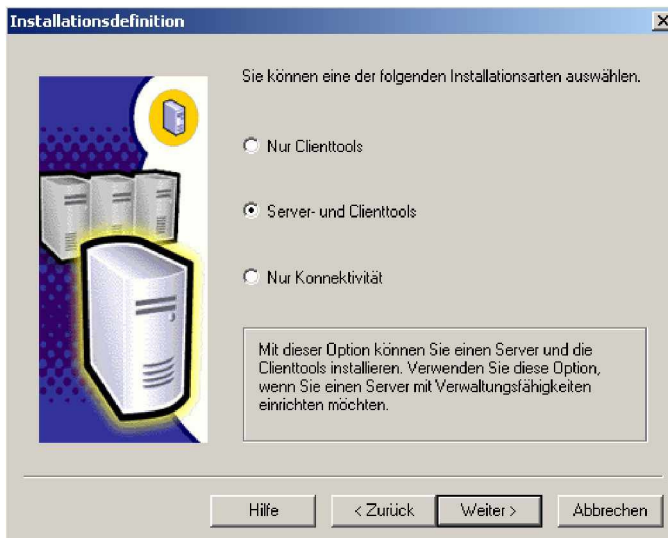 Installationsdefinition
Sie können eine der folgenden Installationsarten auswählen.
Nur Clienttools
Server- und Clienttools
Nur Konnektivität
Mit dieser Option können Sie einen Server und die
Clienttools installieren. Verwenden Sie diese Option,
wenn Sie einen Server mit Verwaltungsfähigkeiten
einrichten möchten.
Hilfe
< Zurück
Weiter >
Abbrechen